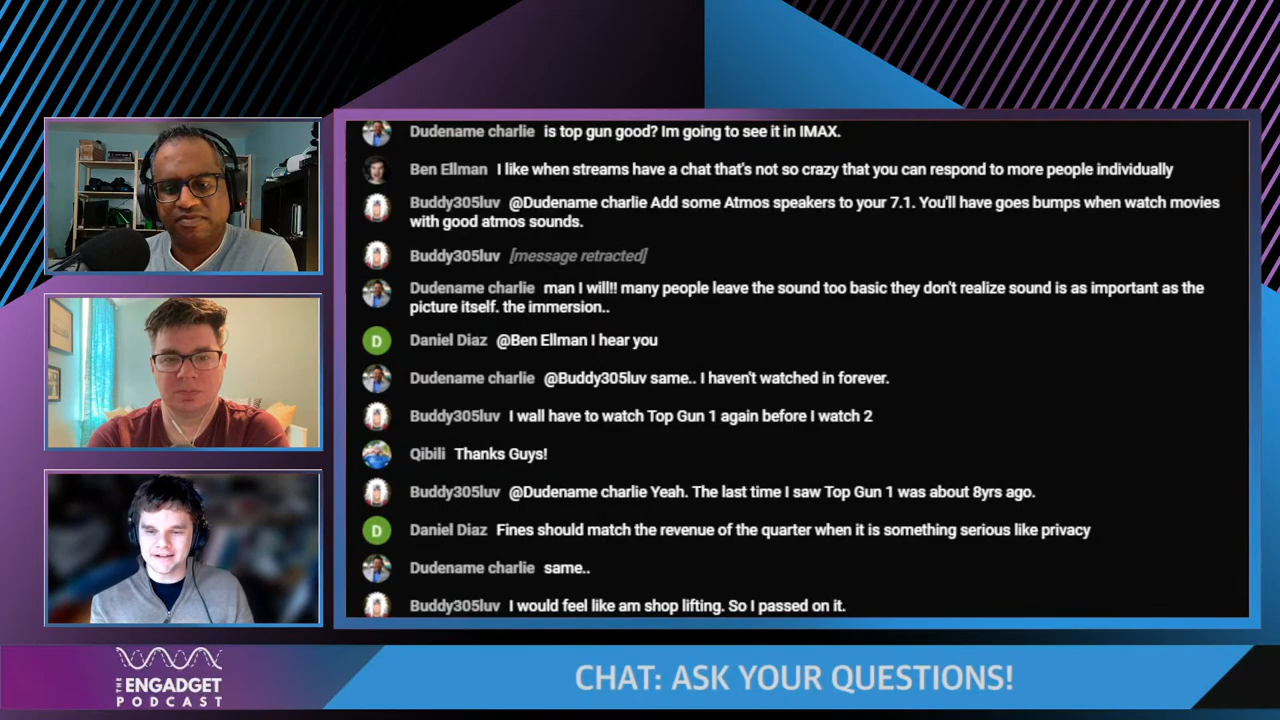 Dudename charlie is top gun good? Im going to see it in IMAX.
Ben Ellman I like when streams have a chat that's not so crazy that you can respond to more people individually
Buddy305luv @Dudename charlie Add some Atmos speakers to your 7.1. You'll have goes bumps when watch movies
with good atmos sounds.
Buddy305luv [message retracted]
Dudename charlie man I will!! many people leave the sound too basic they don't realize sound is as important as the
picture itself. the immersion..
D Daniel Diaz @Ben Ellman I hear you
Dudename charlie @Buddy305luv same.. I haven't watched in forever.
Buddy305luv I wall have to watch Top Gun 1 again before I watch 2
Qibili Thanks Guys!
Buddy305luv @Dudename charlie Yeah. The last time I saw Top Gun 1 was about 8yrs ago.
D Daniel Diaz Fines should match the revenue of the quarter when it is something serious like privacy
Dudename charlie same..
Buddy305luv I would feel like am shop lifting. So I passed on it.
THE ENGADGET
PODCAST
CHAT: ASK YOUR QUESTIONS!